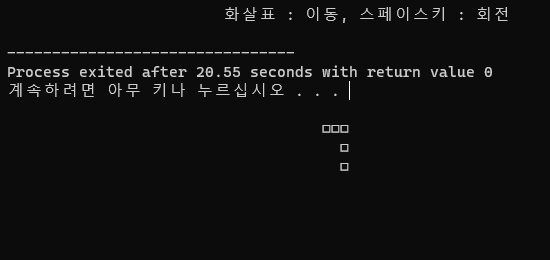 화살표 : 이동, 스페이스키 : 회전
--------------------------------
Process exited after 20.55 seconds with return value 0
계속하려면 아무 키나 누르십시오 . . .
□□□
□
□